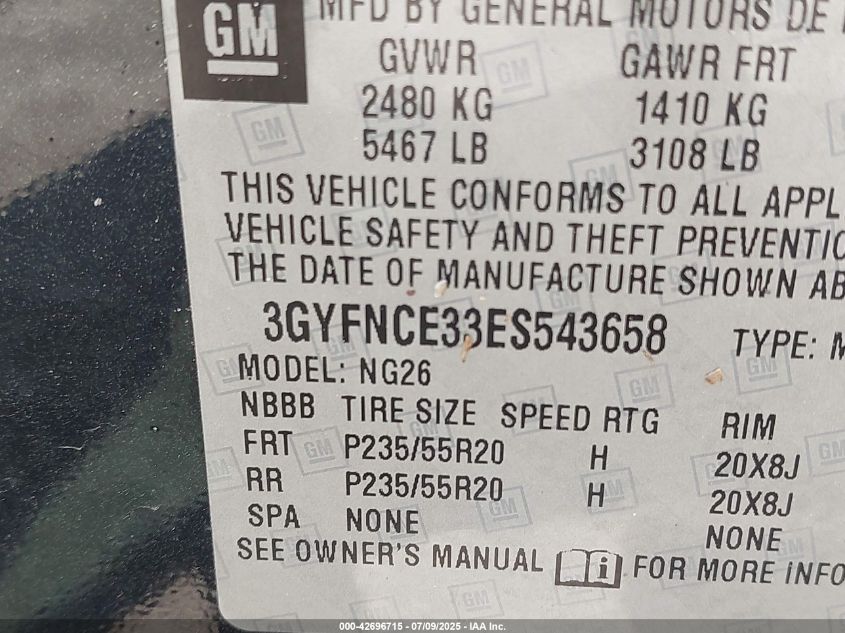 GM
MFD BY GENERAL MOTORS DE
GVWR GAWR FRT
2480 KG 1410 KG
5467 LB 3108 LB
THIS VEHICLE CONFORMS TO ALL APPL
VEHICLE SAFETY AND THEFT PREVENTIO
THE DATE OF MANUFACTURE SHOWN AB
3GYFNCE33ES543658 TYPE: M
MODEL: NG26
NBBB TIRE SIZE SPEED RTG RIM
FRT P235/55R20 H 20X8J
RR P235/55R20 H 20X8J
SPA NONE NONE
SEE OWNER'S MANUAL i FOR MORE INFO
000-42696715 - 07/09/2025 - IAA Inc.